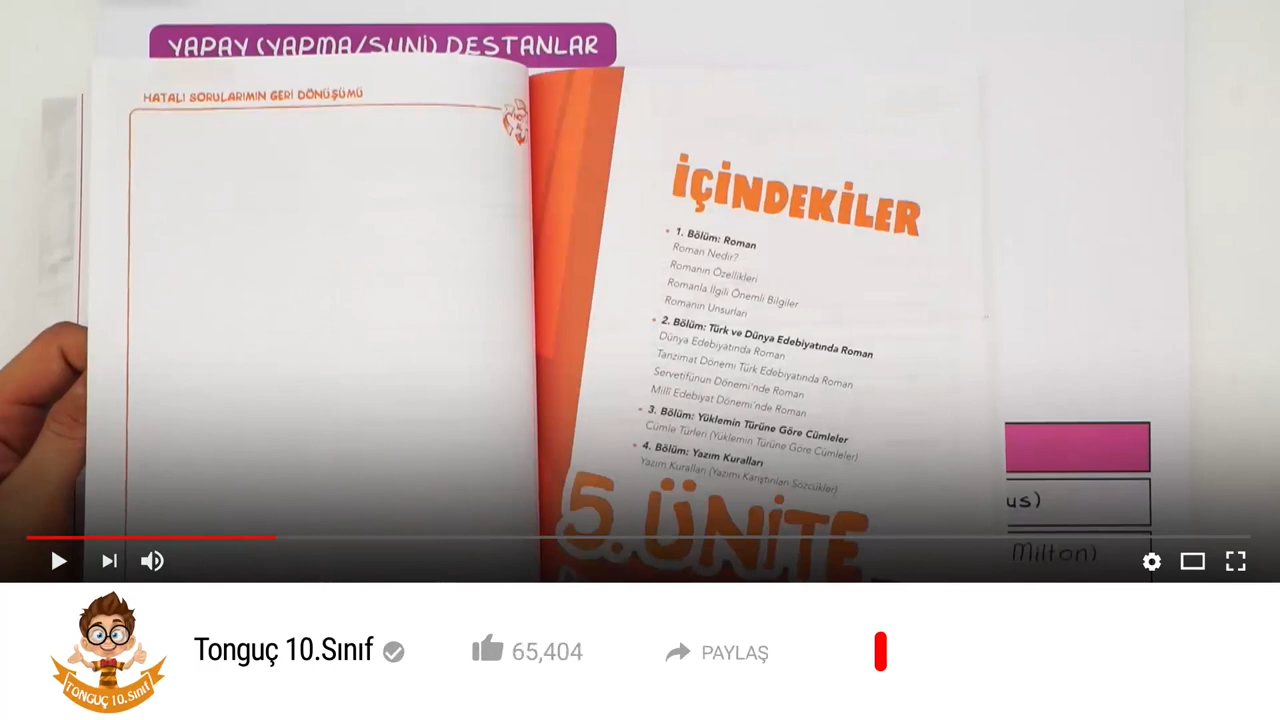 YAPAY (YAPMA/SUNİ) DESTANLAR
HATALI SORULARIMIN GERİ DÖNÜŞÜMÜ
İÇİNDEKİLER
1. Bölüm: Roman
Roman Nedir?
Romanın Özellikleri
Romanla İlgili Önemli Bilgiler
Romanın Unsurları
2. Bölüm: Türk ve Dünya Edebiyatında Roman
Dünya Edebiyatında Roman
Tanzimat Dönemi Türk Edebiyatında Roman
Servetifünun Dönemi'nde Roman
Millî Edebiyat Dönemi'nde Roman
3. Bölüm: Yüklemin Türüne Göre Cümleler
Cümle Türleri (Yüklemin Türüne Göre Cümleler)
4. Bölüm: Yazım Kuralları
Yazım Kuralları (Yazımı Karıştırılan Sözcükler)
5. ÜNİTE
us)
Milton)
Tonguç 10.Sınıf
65,404
PAYLAŞ
TONGUÇ 10.Sınıf